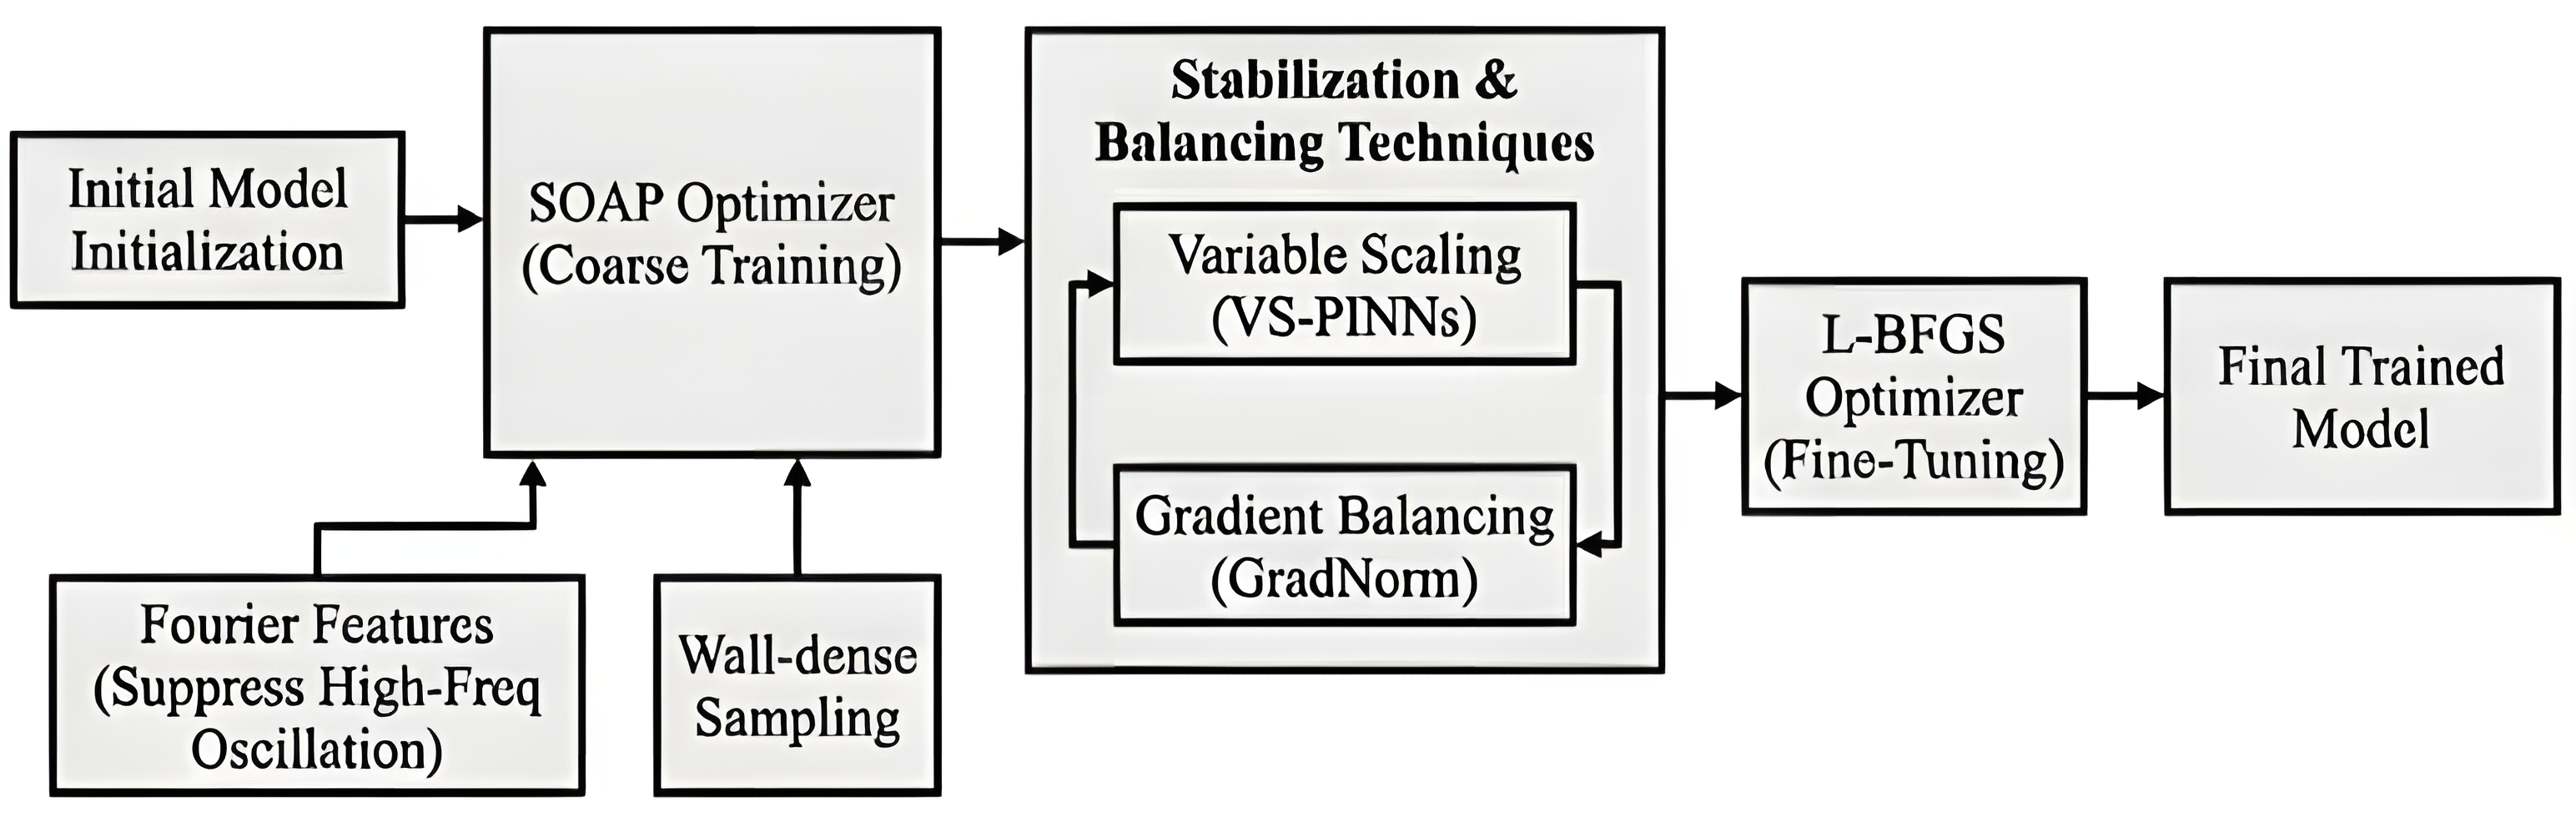 Initial Model
Initialization
SOAP Optimizer
(Coarse Training)
Fourier Features
(Suppress High-Freq
Oscillation)
Wall-dense
Sampling
Stabilization &
Balancing Techniques
Variable Scaling
(VS-PINNs)
Gradient Balancing
(GradNorm)
L-BFGS
Optimizer
(Fine-Tuning)
Final Trained
Model